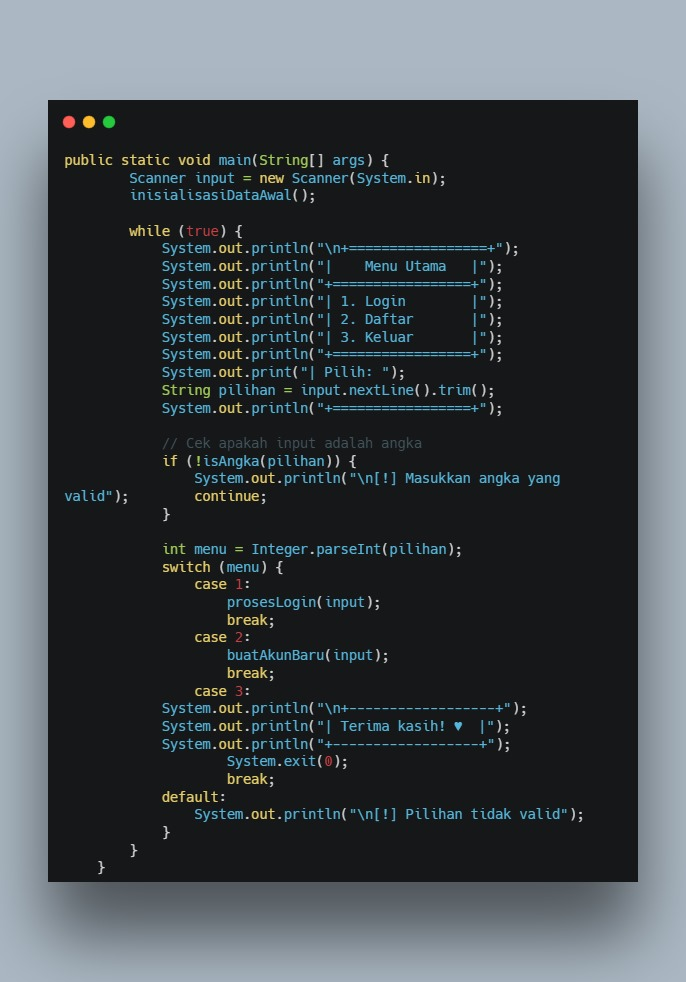 public static void main(String[] args) {
        Scanner input = new Scanner(System.in);
        inisialisasiDataAwal();

        while (true) {
            System.out.println("\n+=================+");
            System.out.println("|    Menu Utama   |");
            System.out.println("+=================+");
            System.out.println("| 1. Login        |");
            System.out.println("| 2. Daftar       |");
            System.out.println("| 3. Keluar       |");
            System.out.println("+=================+");
            System.out.print("| Pilih: ");
            String pilihan = input.nextLine().trim();
            System.out.println("+=================+");

            // Cek apakah input adalah angka
            if (!isAngka(pilihan)) {
                System.out.println("\n[!] Masukkan angka yang
valid");        continue;
            }

            int menu = Integer.parseInt(pilihan);
            switch (menu) {
                case 1:
                    prosesLogin(input);
                    break;
                case 2:
                    buatAkunBaru(input);
                    break;
                case 3:
            System.out.println("\n+------------------+");
            System.out.println("| Terima kasih! ♥  |");
            System.out.println("+------------------+");
                    System.exit(0);
                    break;
            default:
                System.out.println("\n[!] Pilihan tidak valid");
            }
        }
    }